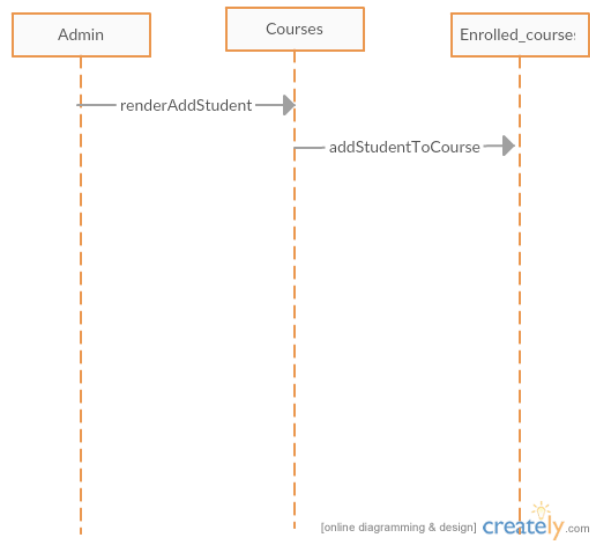 Admin
Courses
Enrolled_courses
renderAddStudent
addStudentToCourse
[online diagramming & design] creately.com